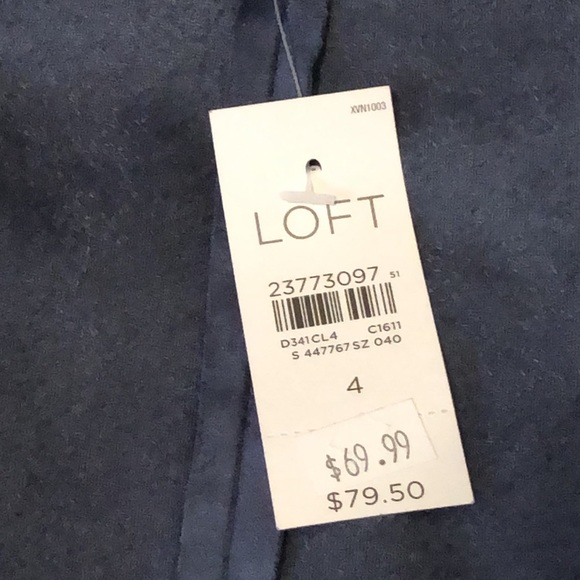 XVN1003
LOFT
23773097 51
D341CL4 C1611
S 447767 SZ 040
4
$69.99
$79.50